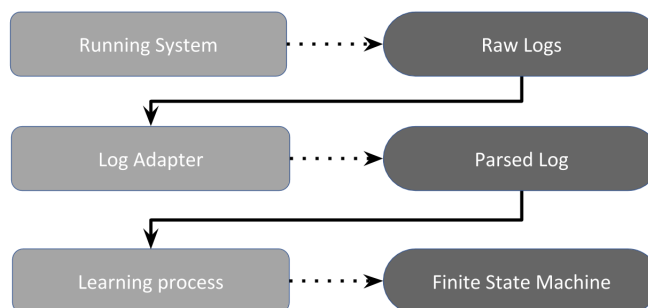 Running System
Raw Logs
Log Adapter
Parsed Log
Learning process
Finite State Machine